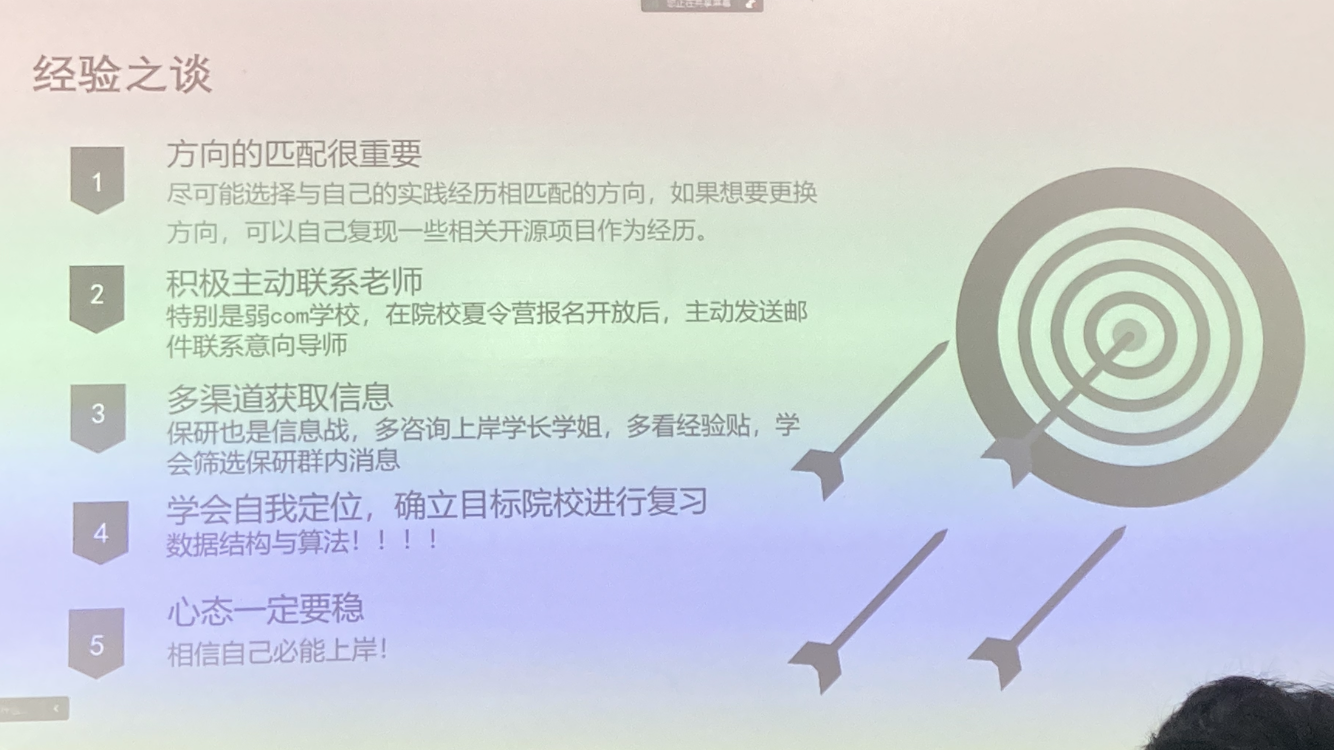 经验之谈
1
方向的匹配很重要
尽可能选择与自己的实践经历相匹配的方向，如果想要更换
方向，可以自己复现一些相关开源项目作为经历。
2
积极主动联系老师
特别是弱com学校，在院校夏令营报名开放后，主动发送邮
件联系意向导师
3
多渠道获取信息
保研也是信息战，多咨询上岸学长学姐，多看经验贴，学
会筛选保研群内消息
4
学会自我定位，确立目标院校进行复习
数据结构与算法！！！！
5
心态一定要稳
相信自己必能上岸！